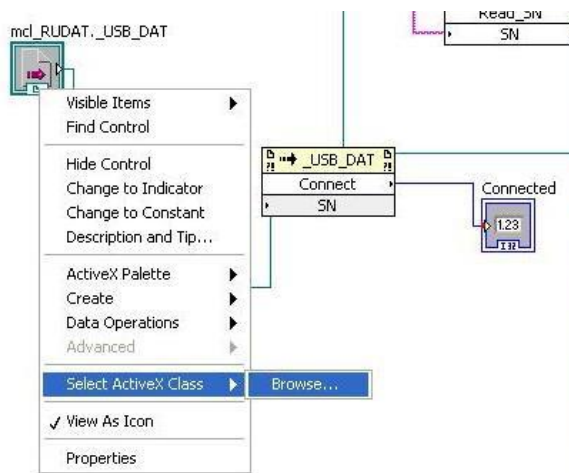 Read_SN
SN
mcl_RUDAT._USB_DAT
Visible Items
Find Control
Hide Control
Change to Indicator
Change to Constant
Description and Tip...
ActiveX Palette
Create
Data Operations
Advanced
Select ActiveX Class
Browse...
View As Icon
Properties
_USB_DAT
Connect
SN
Connected
1.23
I32